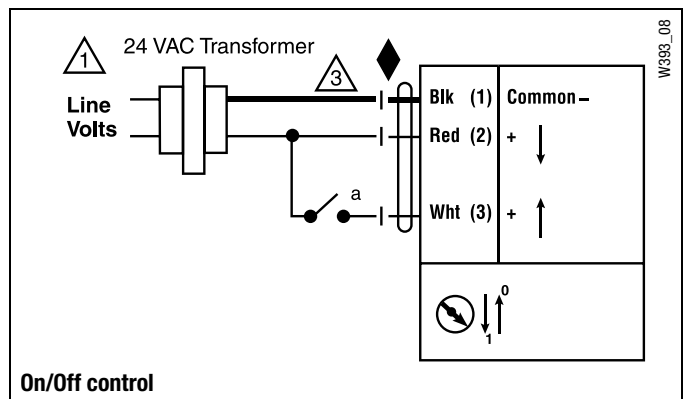 W393_08
1 24 VAC Transformer
3
Line
Volts
Blk (1) Common –
Red (2) +
a
Wht (3) +
0
1
On/Off control